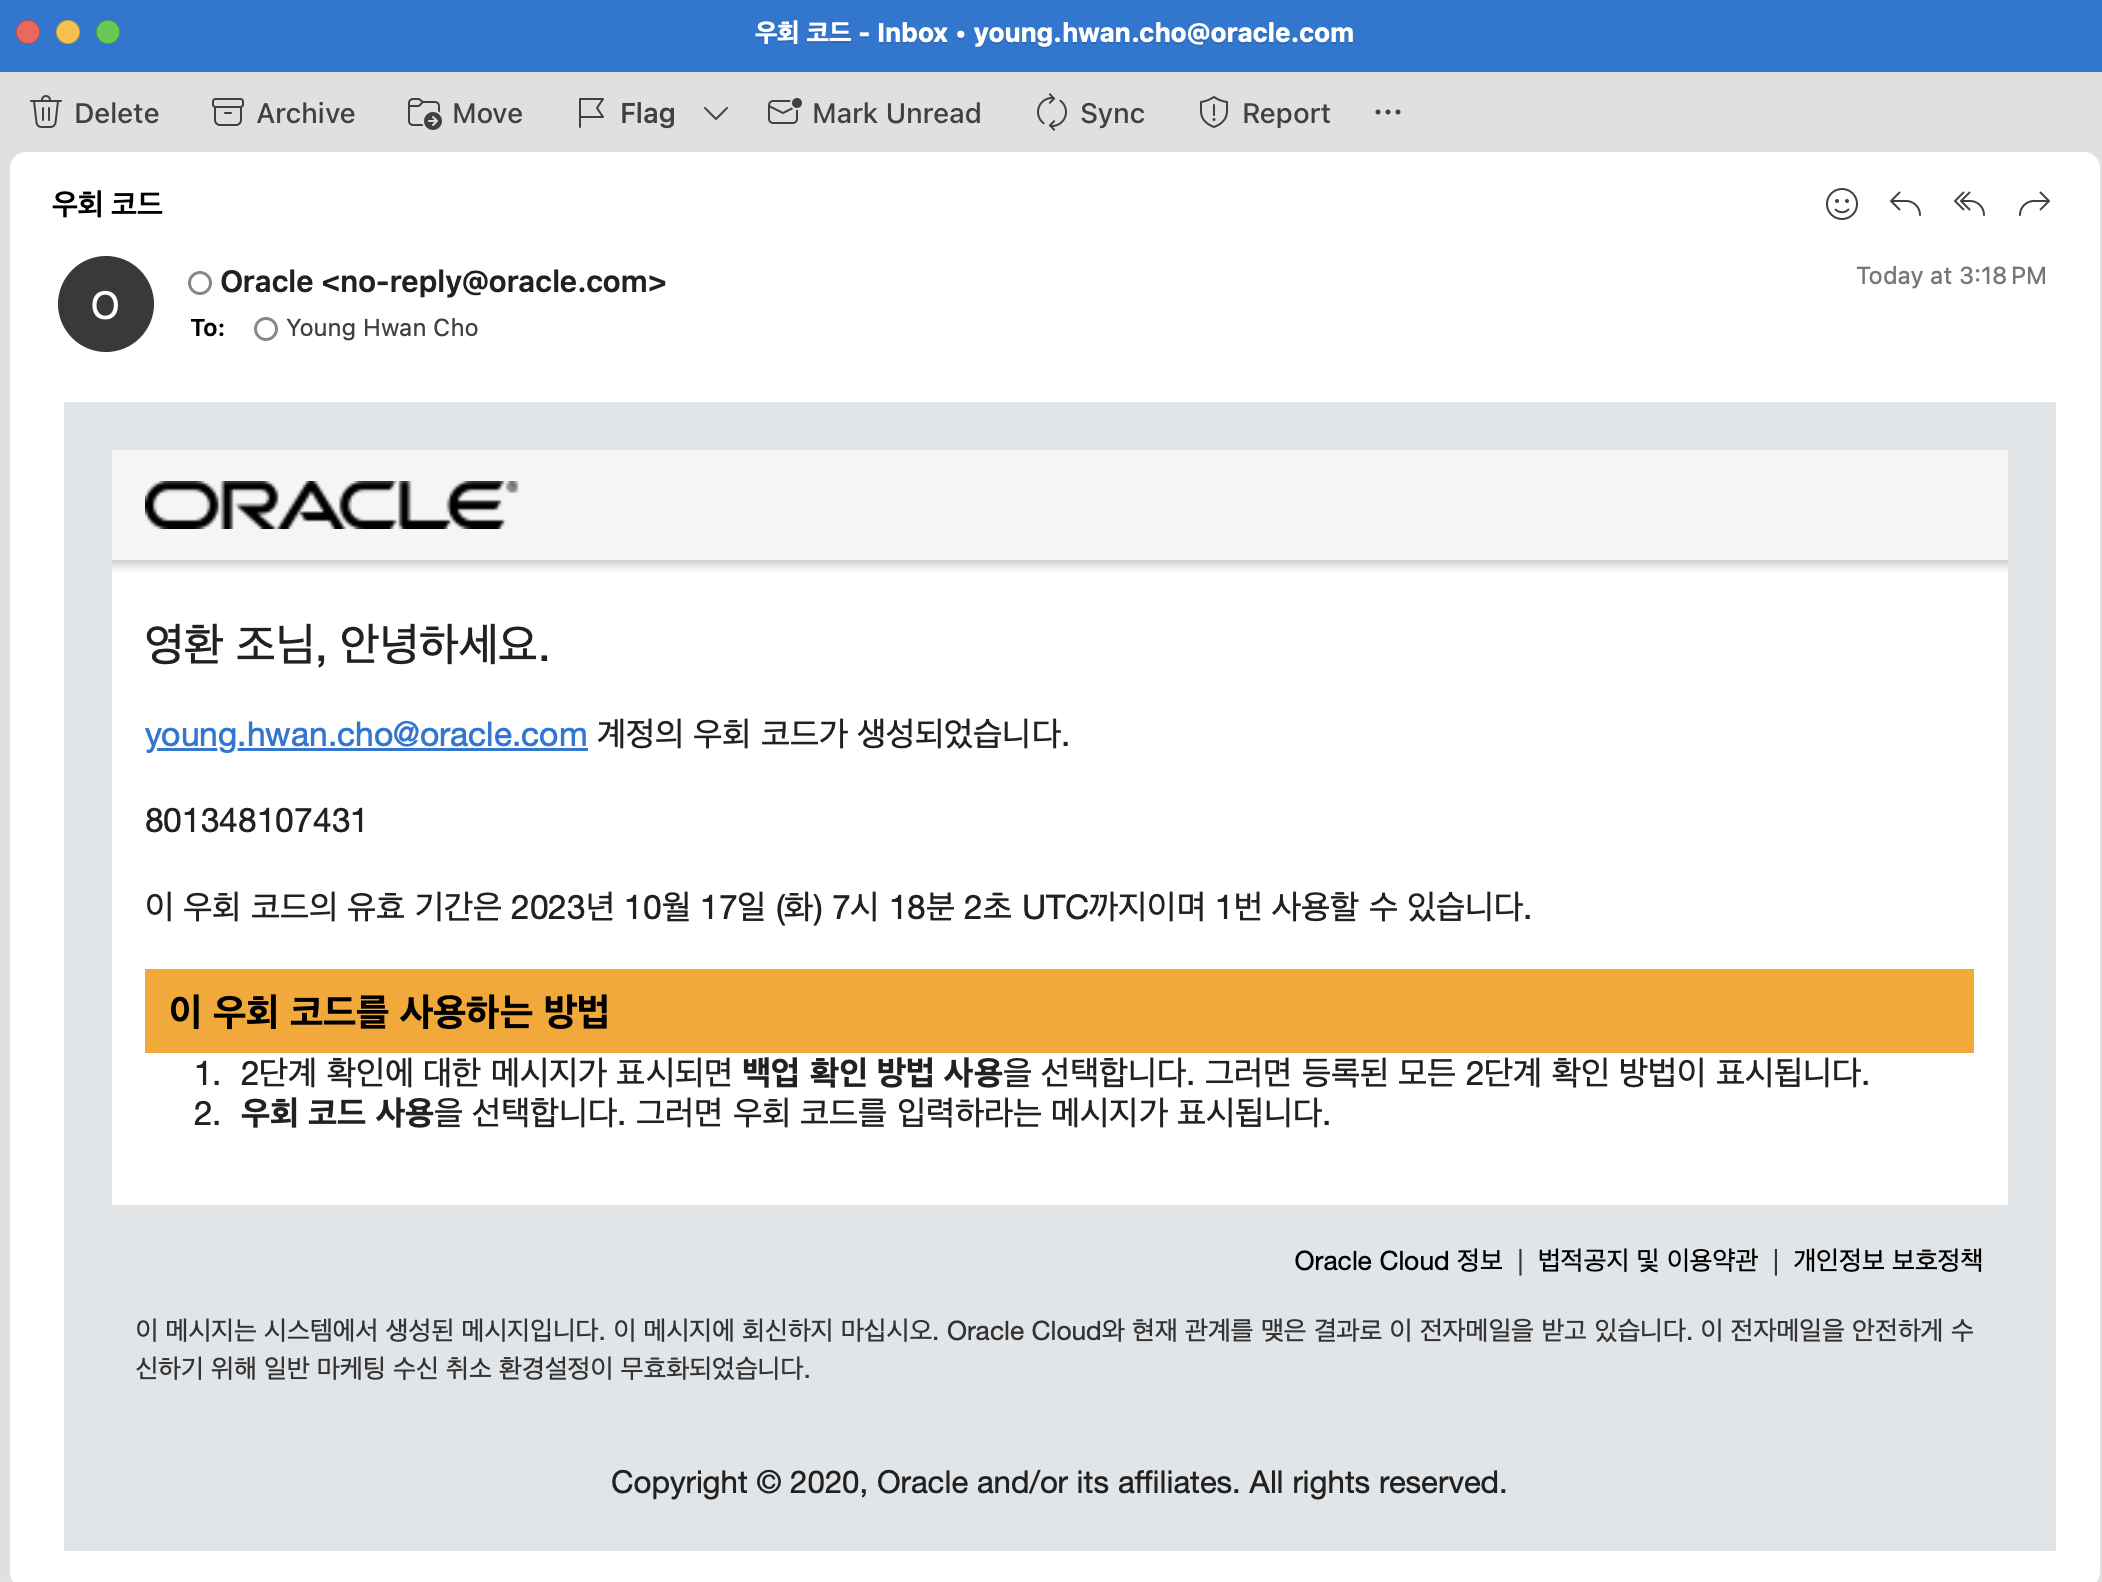 우회 코드 - Inbox • young.hwan.cho@oracle.com
Delete Archive Move Flag Mark Unread Sync Report ...
우회 코드
O
Oracle <no-reply@oracle.com>
Today at 3:18 PM
To: Young Hwan Cho
ORACLE®
영환 조님, 안녕하세요.
young.hwan.cho@oracle.com 계정의 우회 코드가 생성되었습니다.
801348107431
이 우회 코드의 유효 기간은 2023년 10월 17일 (화) 7시 18분 2초 UTC까지이며 1번 사용할 수 있습니다.
이 우회 코드를 사용하는 방법
1. 2단계 확인에 대한 메시지가 표시되면 백업 확인 방법 사용을 선택합니다. 그러면 등록된 모든 2단계 확인 방법이 표시됩니다.
2. 우회 코드 사용을 선택합니다. 그러면 우회 코드를 입력하라는 메시지가 표시됩니다.
Oracle Cloud 정보 | 법적공지 및 이용약관 | 개인정보 보호정책
이 메시지는 시스템에서 생성된 메시지입니다. 이 메시지에 회신하지 마십시오. Oracle Cloud와 현재 관계를 맺은 결과로 이 전자메일을 받고 있습니다. 이 전자메일을 안전하게 수
신하기 위해 일반 마케팅 수신 취소 환경설정이 무효화되었습니다.
Copyright © 2020, Oracle and/or its affiliates. All rights reserved.